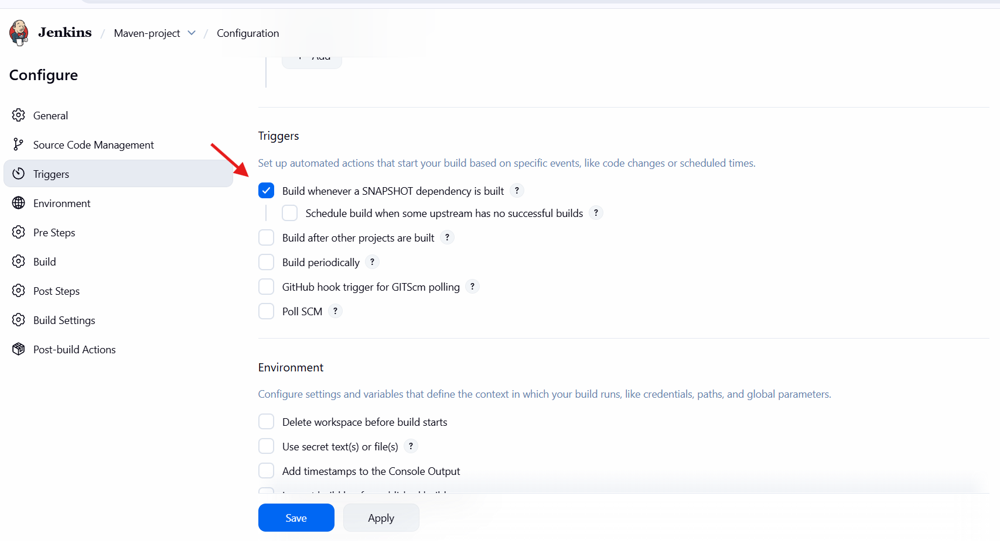 Jenkins / Maven-project / Configuration
Configure
General
Source Code Management
Triggers
Environment
Pre Steps
Build
Post Steps
Build Settings
Post-build Actions
Add
Triggers
Set up automated actions that start your build based on specific events, like code changes or scheduled times.
Build whenever a SNAPSHOT dependency is built ?
Schedule build when some upstream has no successful builds ?
Build after other projects are built ?
Build periodically ?
GitHub hook trigger for GITScm polling ?
Poll SCM ?
Environment
Configure settings and variables that define the context in which your build runs, like credentials, paths, and global parameters.
Delete workspace before build starts
Use secret text(s) or file(s) ?
Add timestamps to the Console Output
Save
Apply